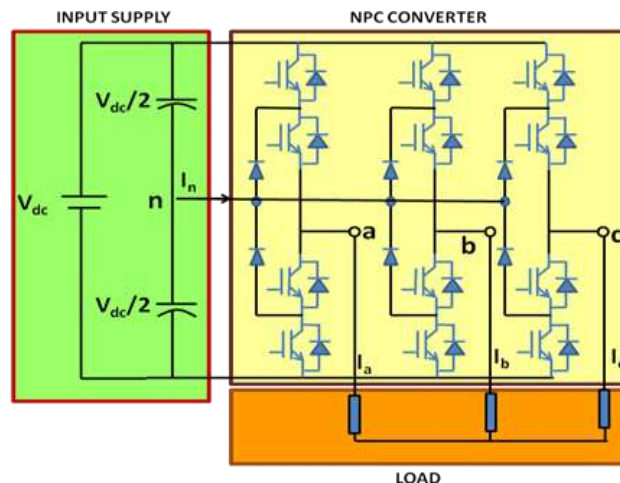 INPUT SUPPLY
NPC CONVERTER
Vdc/2
In
n
Vdc
a
b
Vdc/2
Ia
Ib
LOAD